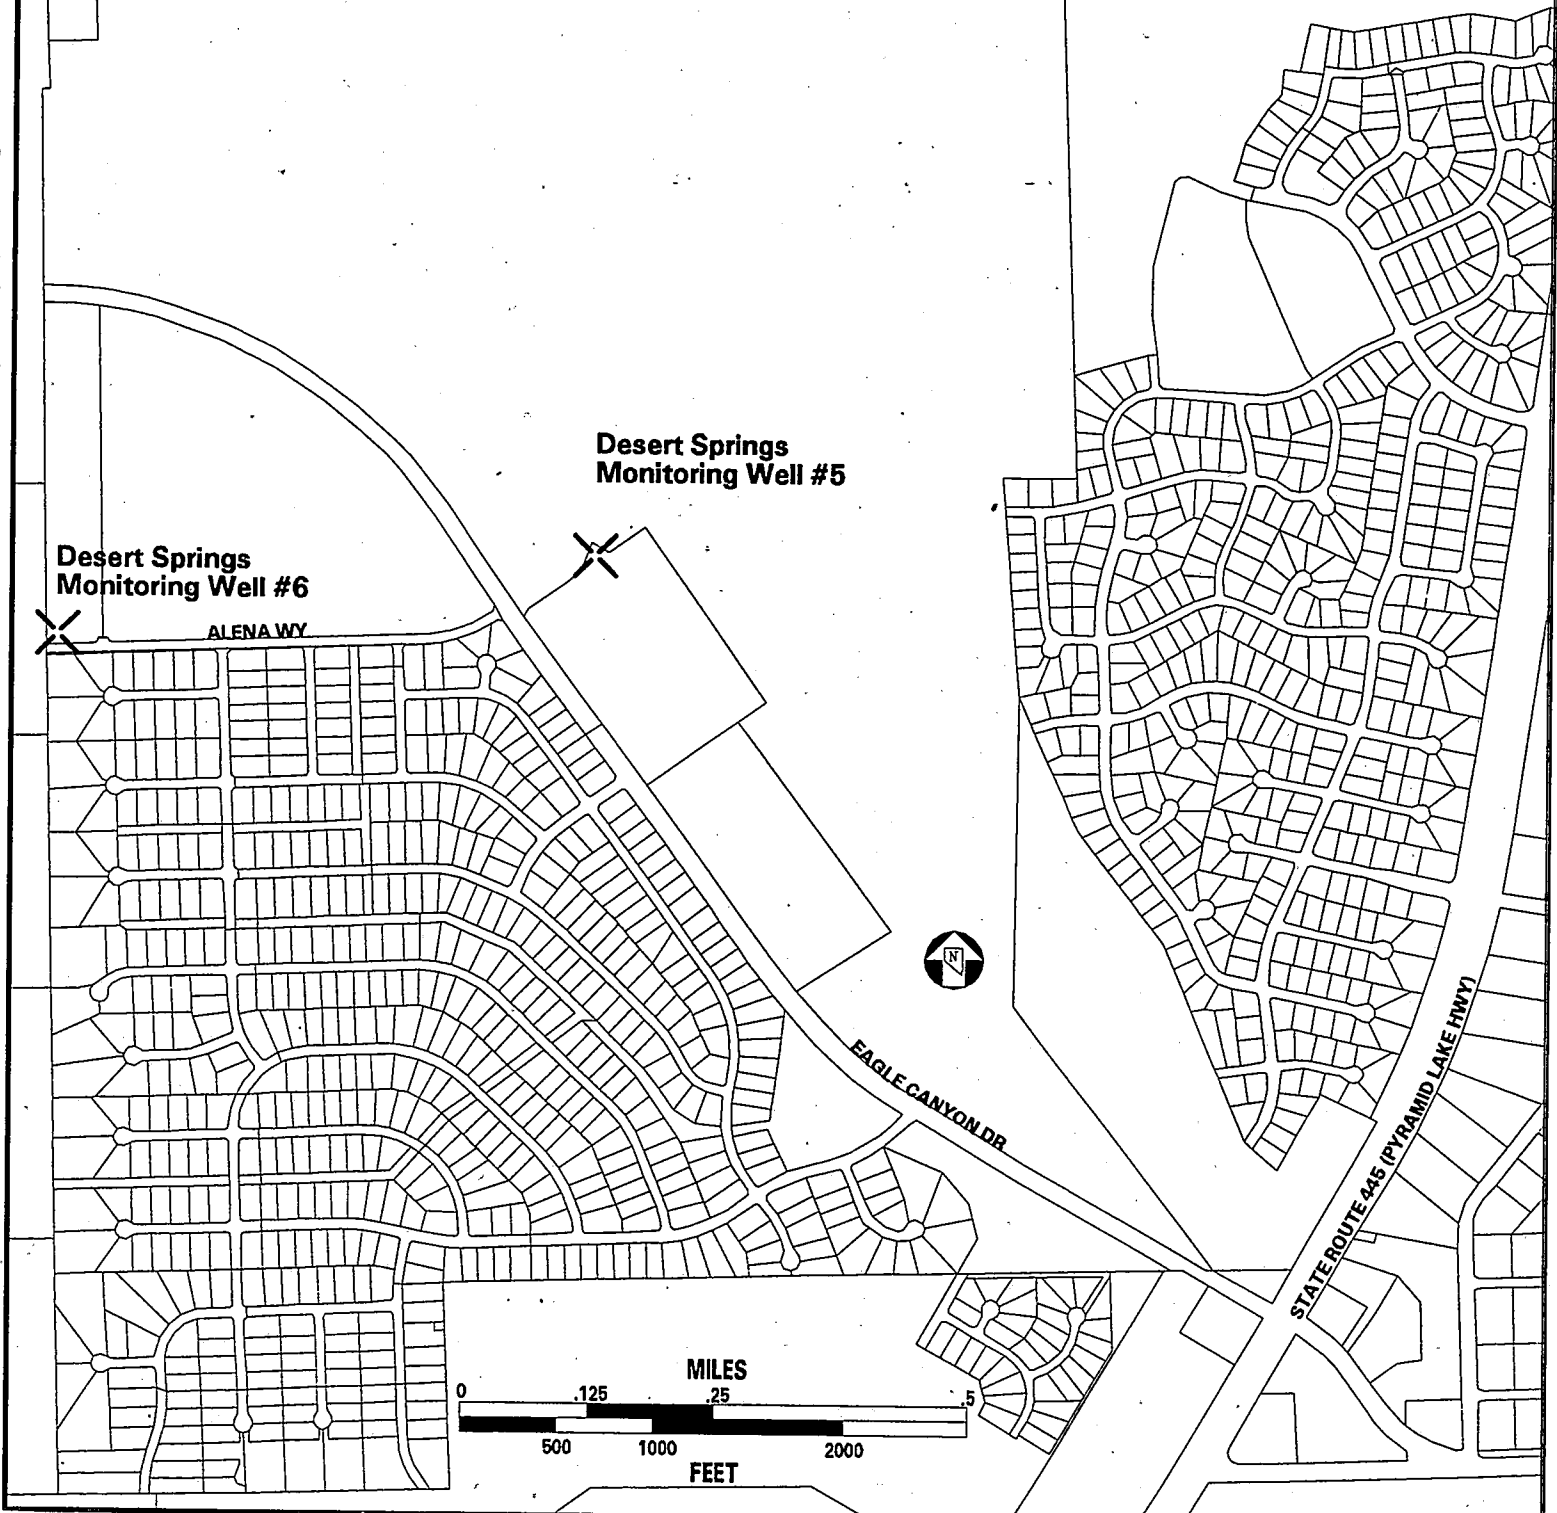 Desert Springs
Monitoring Well #5
Desert Springs
Monitoring Well #6
ALENA WY
N
EAGLE CANYON DR
STATE ROUTE 445 (PYRAMID LAKE HWY)
MILES
0 .125 .25 .5
500 1000 2000
FEET